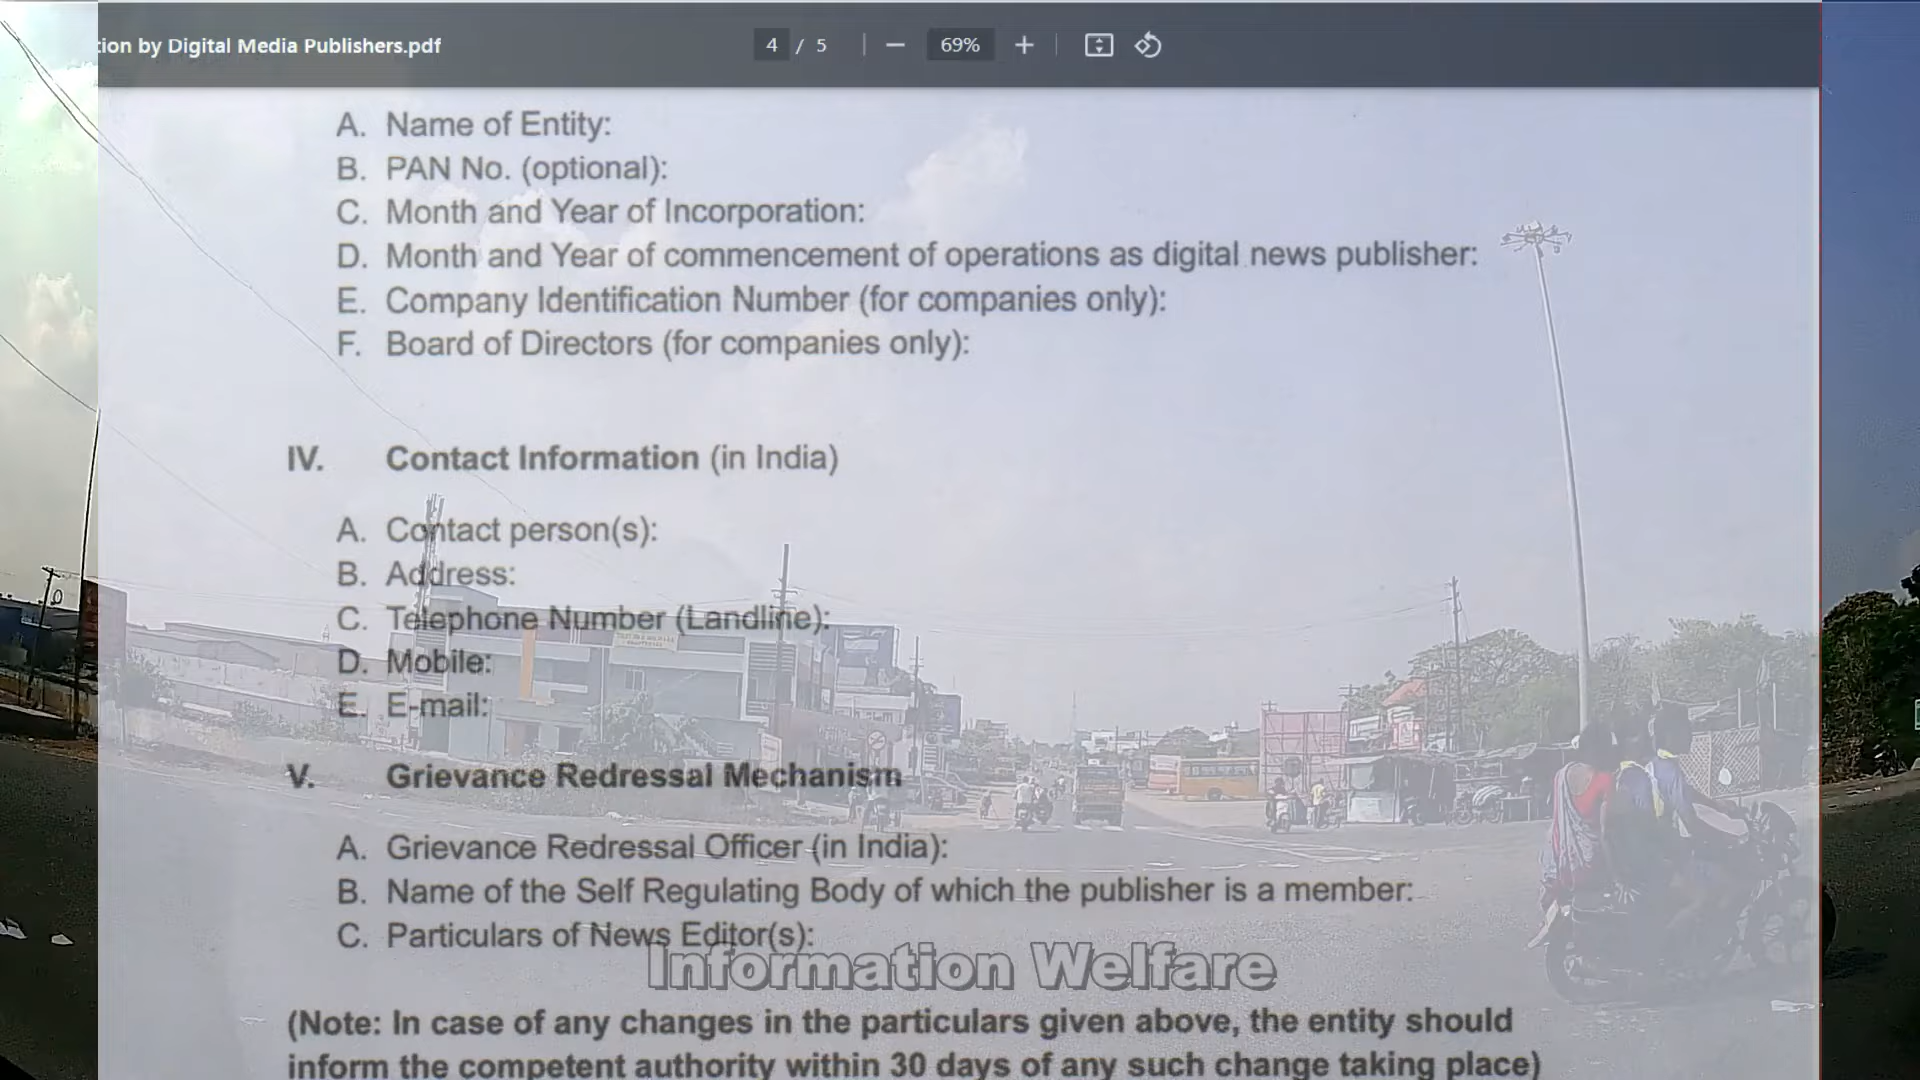 tion by Digital Media Publishers.pdf
4 / 5
69%
A. Name of Entity:
B. PAN No. (optional):
C. Month and Year of Incorporation:
D. Month and Year of commencement of operations as digital news publisher:
E. Company Identification Number (for companies only):
F. Board of Directors (for companies only):
IV. Contact Information (in India)
A. Contact person(s):
B. Address:
C. Telephone Number (Landline):
D. Mobile:
E. E-mail:
V. Grievance Redressal Mechanism
A. Grievance Redressal Officer (in India):
B. Name of the Self Regulating Body of which the publisher is a member:
C. Particulars of News Editor(s):
Information Welfare
(Note: In case of any changes in the particulars given above, the entity should
inform the competent authority within 30 days of any such change taking place)